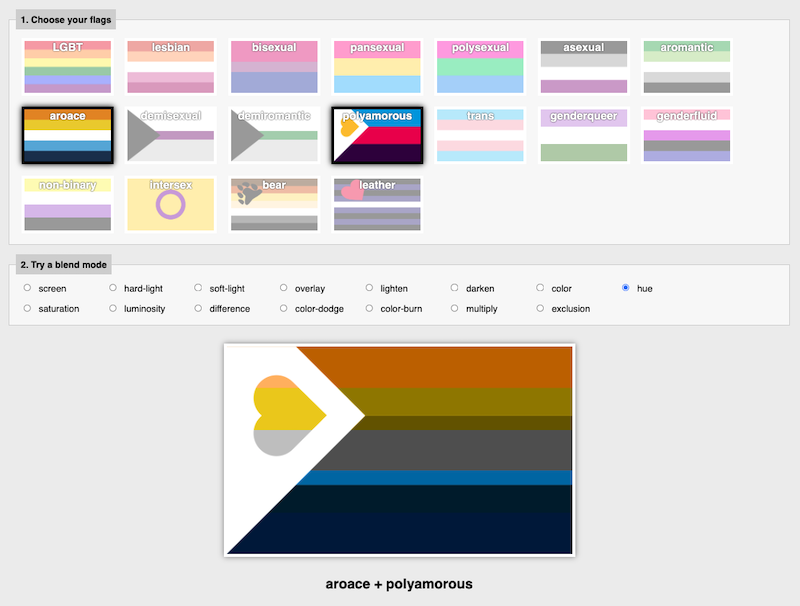 1. Choose your flags
LGBT lesbian bisexual pansexual polysexual asexual aromantic
aroace demisexual demiromantic polyamorous trans genderqueer genderfluid
non-binary intersex bear leather
2. Try a blend mode
screen hard-light soft-light overlay lighten darken color hue
saturation luminosity difference color-dodge color-burn multiply exclusion
aroace + polyamorous